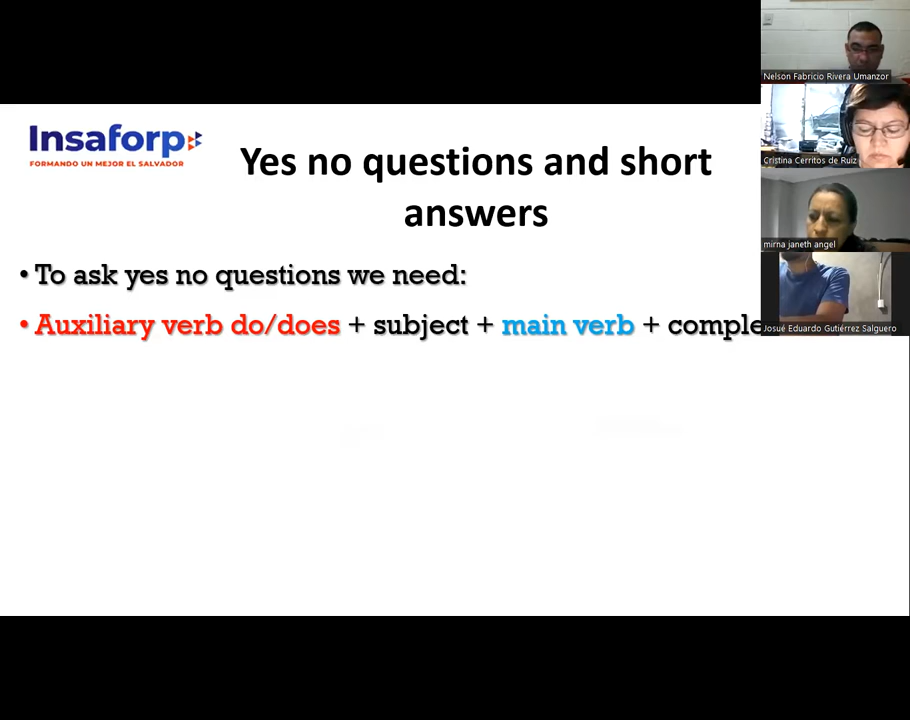 Nelson Fabricio Rivera Umanzor
Insaforp
FORMANDO UN MEJOR EL SALVADOR
Yes no questions and short
answers
Cristina Cerritos de Ruiz
mirna janeth angel
• To ask yes no questions we need:
• Auxiliary verb do/does + subject + main verb + comple
Josué Eduardo Gutiérrez Salguero